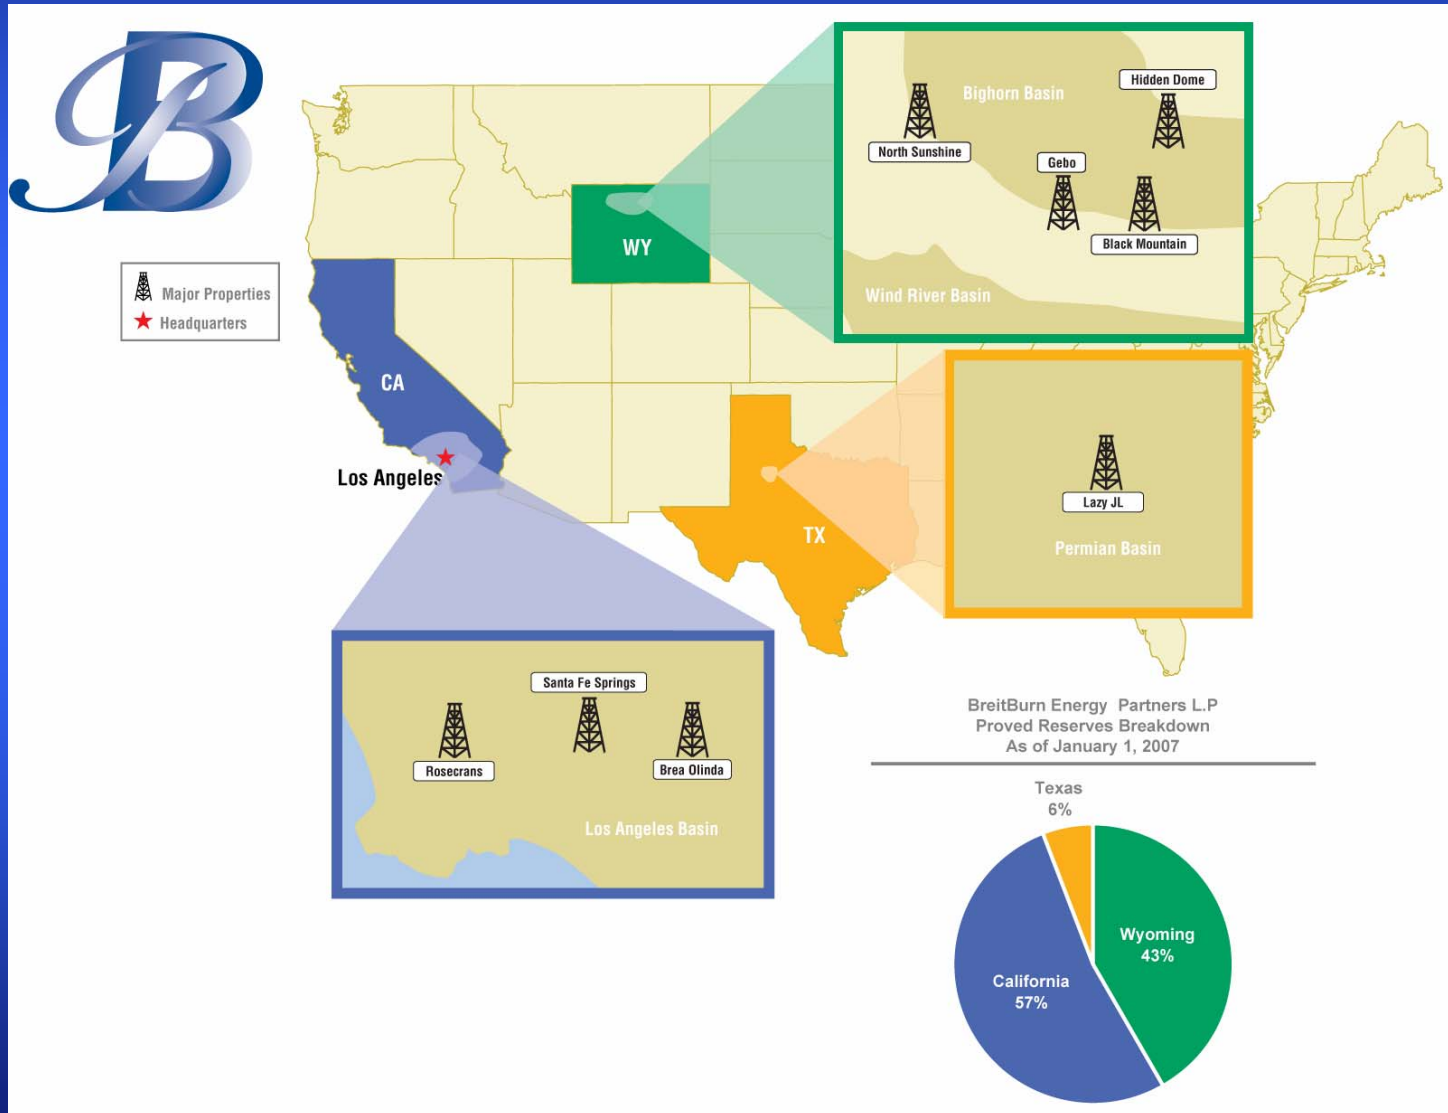 B
Hidden Dome
Bighorn Basin
North Sunshine
Gebo
Black Mountain
Wind River Basin
WY
Major Properties
Headquarters
CA
Los Angeles
TX
Lazy JL
Permian Basin
Santa Fe Springs
Rosecrans
Brea Olinda
Los Angeles Basin
BreitBurn Energy Partners L.P
Proved Reserves Breakdown
As of January 1, 2007
Texas
6%
Wyoming
43%
California
57%